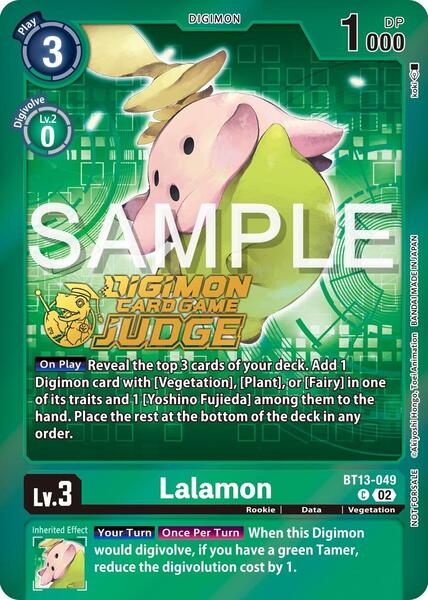 Play
3
DIGIMON
1000
DP
Digivolve
Lv.2
0
koki
SAMPLE
DIGIMON
CARD GAME
JUDGE
On Play Reveal the top 3 cards of your deck. Add 1
Digimon card with [Vegetation], [Plant], or [Fairy] in one
of its traits and 1 [Yoshino Fujieda] among them to the
hand. Place the rest at the bottom of the deck in any
order.
©Akiyoshi Hongo, Toei Animation BANDAI MADE IN JAPAN
NOT FOR SALE
Lv.3
Lalamon
BT13-049
C 02
Rookie | Data | Vegetation
Inherited Effect
Your Turn Once Per Turn When this Digimon
would digivolve, if you have a green Tamer,
reduce the digivolution cost by 1.